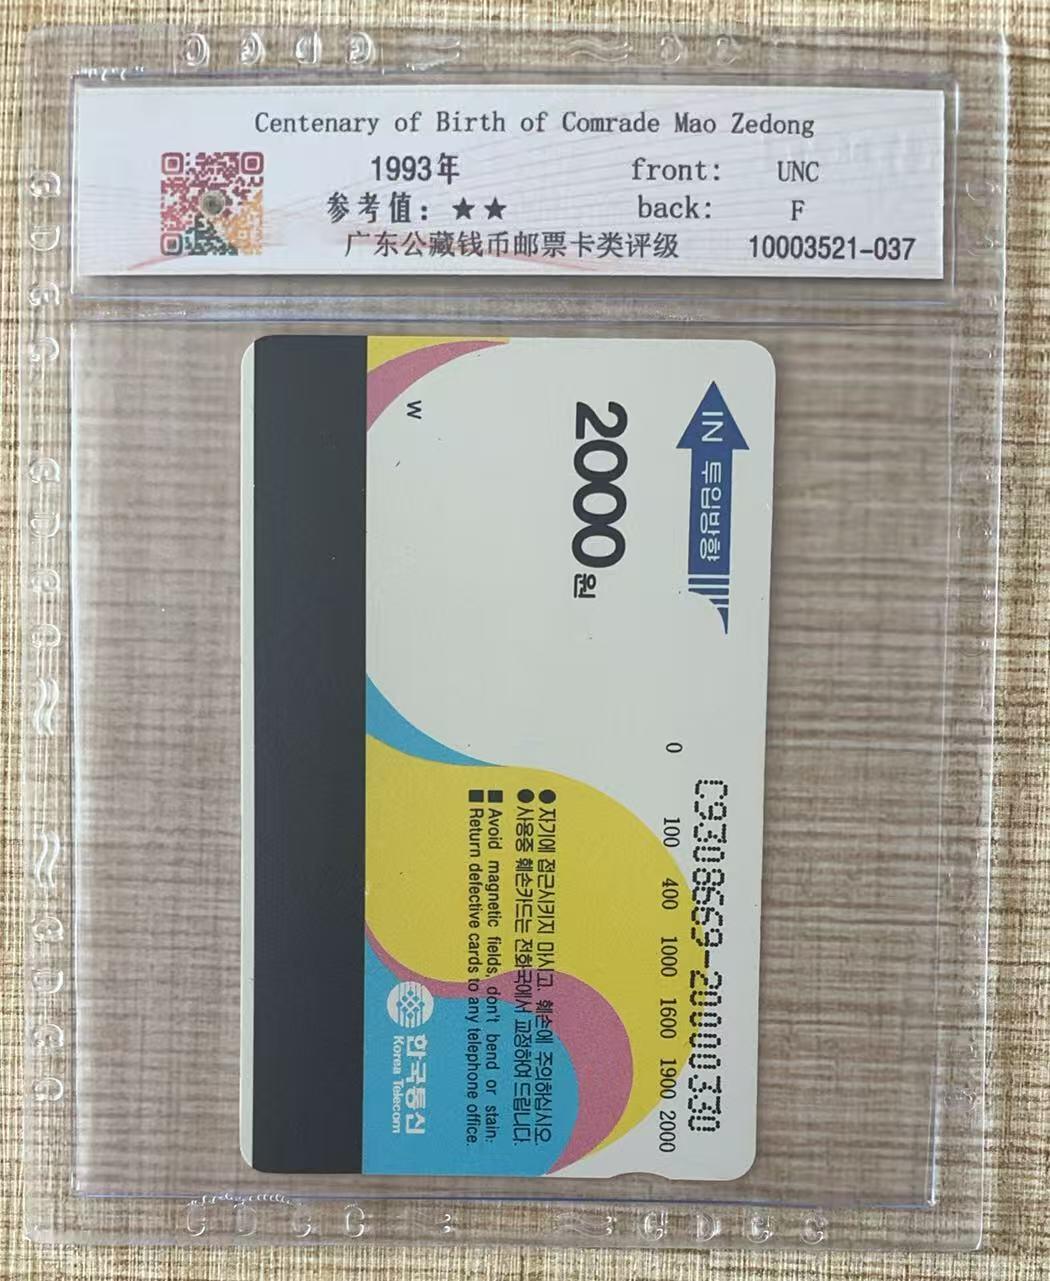 Centenary of Birth of Comrade Mao Zedong
1993年
front: UNC
参考值：★★
back: F
广东公藏钱币邮票卡类评级
10003521-037
IN 투입방향
2000원
W
0 100 400 1000 1600 1900 2000
C9308669-20000330
●자기에 접근시키지 마시고, 훼손에 주의하십시오.
●사용중 훼손카드는 전화국에서 교정하여 드립니다.
■Avoid magnetic fields, don't bend or stain.
■Return defective cards to any telephone office.
한국통신
Korea Telecom